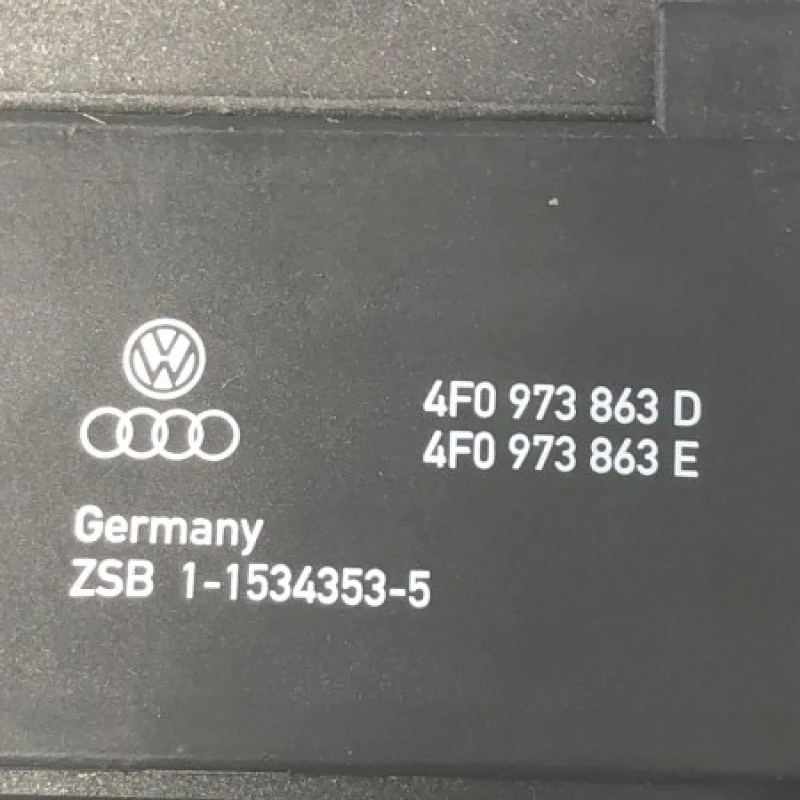 4F0 973 863 D
4F0 973 863 E
Germany
ZSB 1-1534353-5